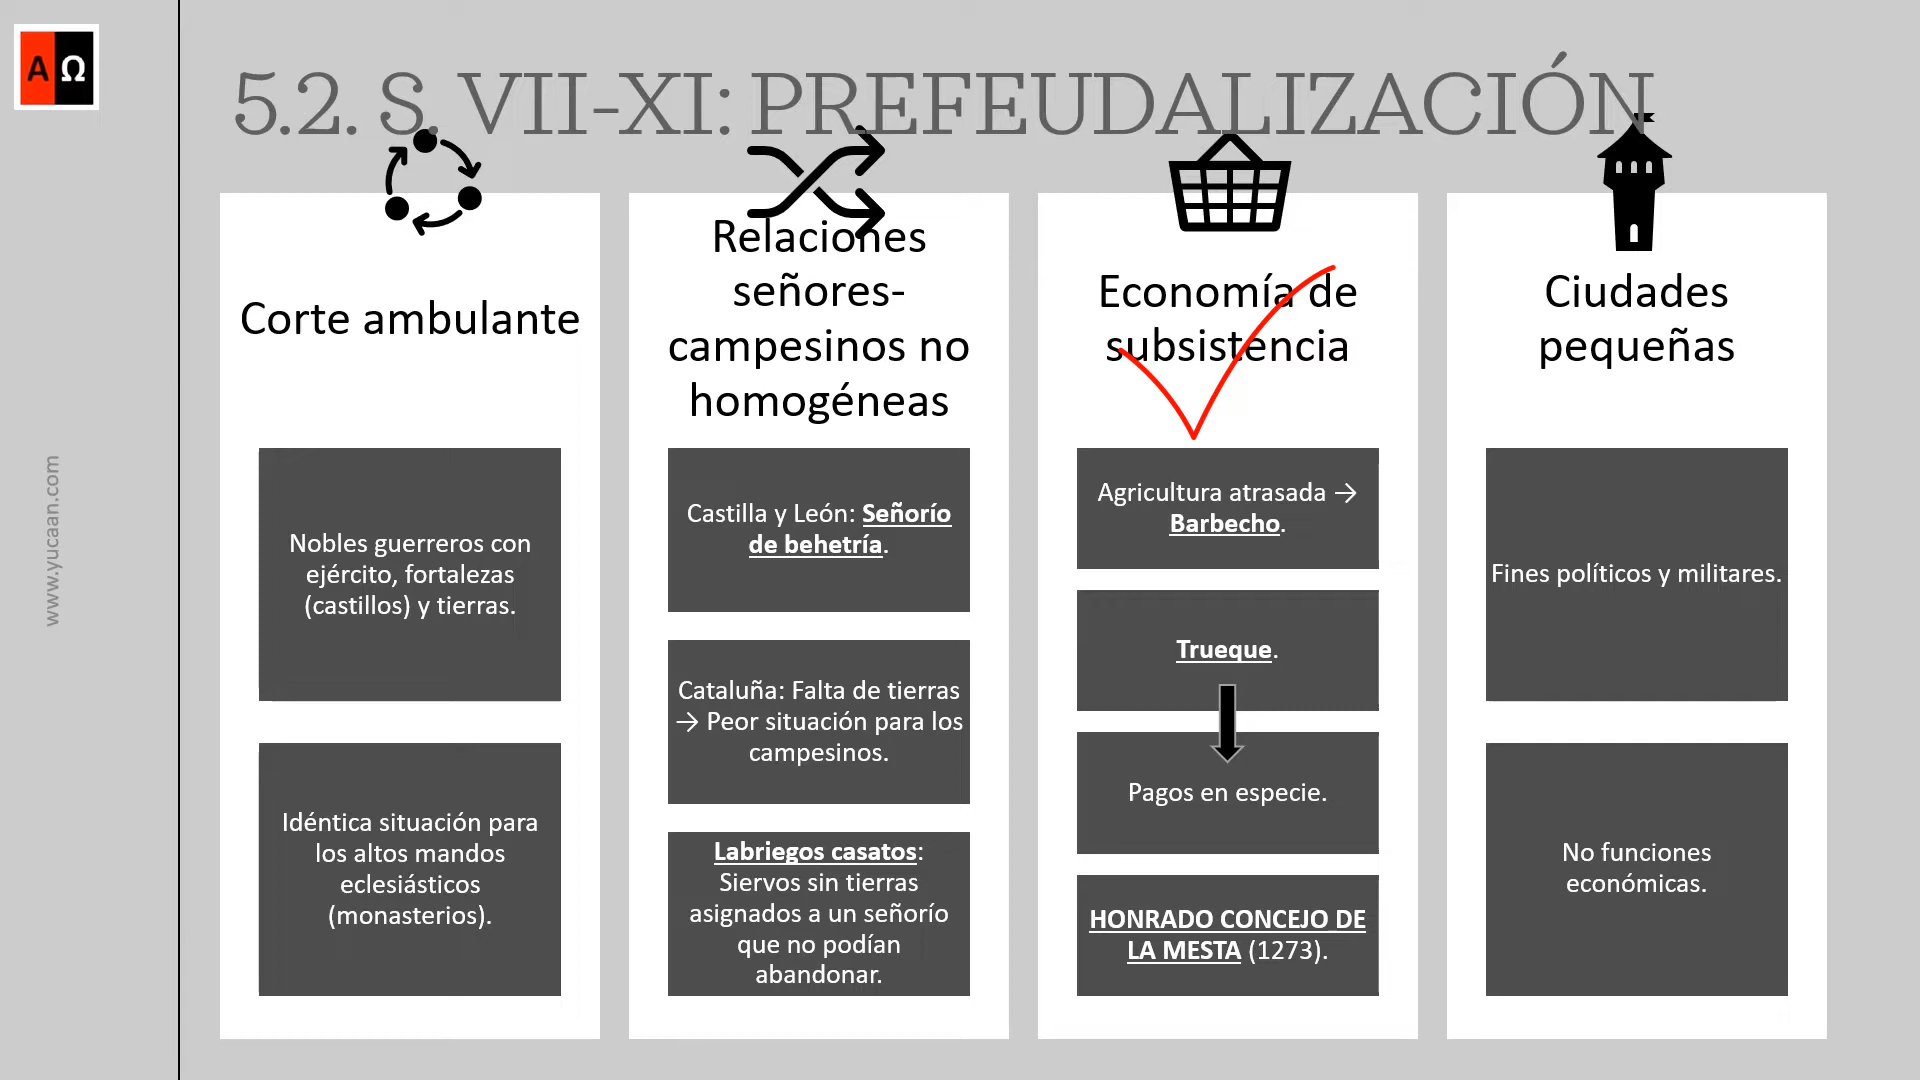 A Ω
5.2. S. VII-XI: PREFEUDALIZACIÓN
www.yucaan.com
Corte ambulante
Nobles guerreros con
ejército, fortalezas
(castillos) y tierras.
Idéntica situación para
los altos mandos
eclesiásticos
(monasterios).
Relaciones
señores-
campesinos no
homogéneas
Castilla y León: Señorío
de behetría.
Cataluña: Falta de tierras
→ Peor situación para los
campesinos.
Labriegos casatos:
Siervos sin tierras
asignados a un señorío
que no podían
abandonar.
Economía de
subsistencia
Agricultura atrasada →
Barbecho.
Trueque.
Pagos en especie.
HONRADO CONCEJO DE
LA MESTA (1273).
Ciudades
pequeñas
Fines políticos y militares.
No funciones
económicas.